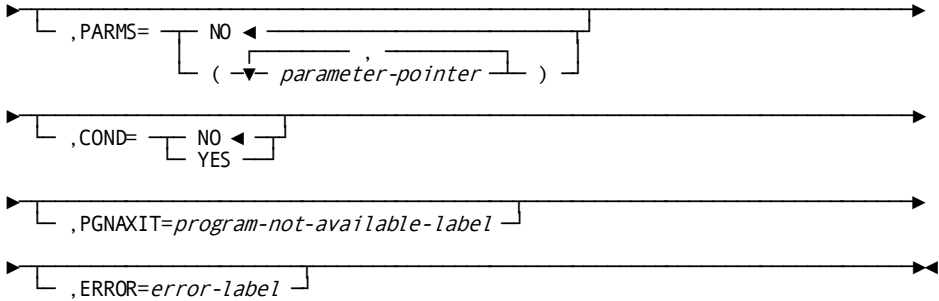 ,PARMS= NO
,
( parameter-pointer )
,COND= NO
YES
,PGNAXIT=program-not-available-label
,ERROR=error-label